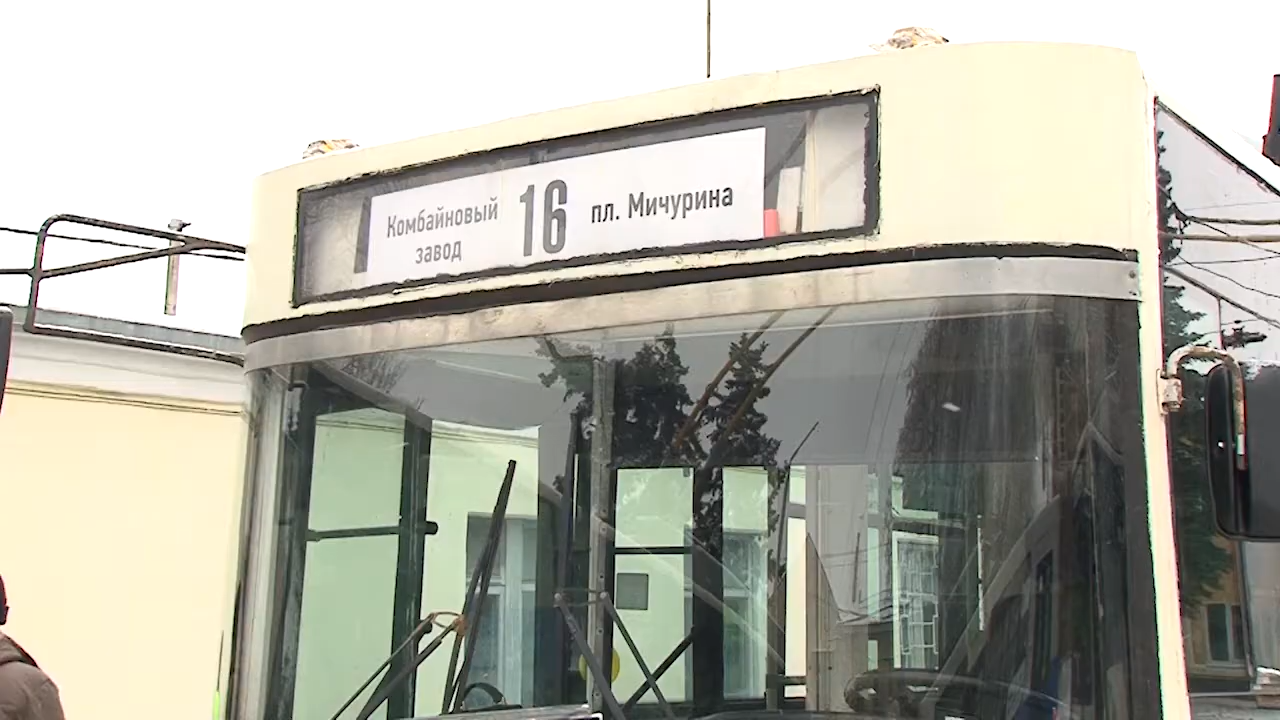 Комбайновый
завод
16
пл. Мичурина